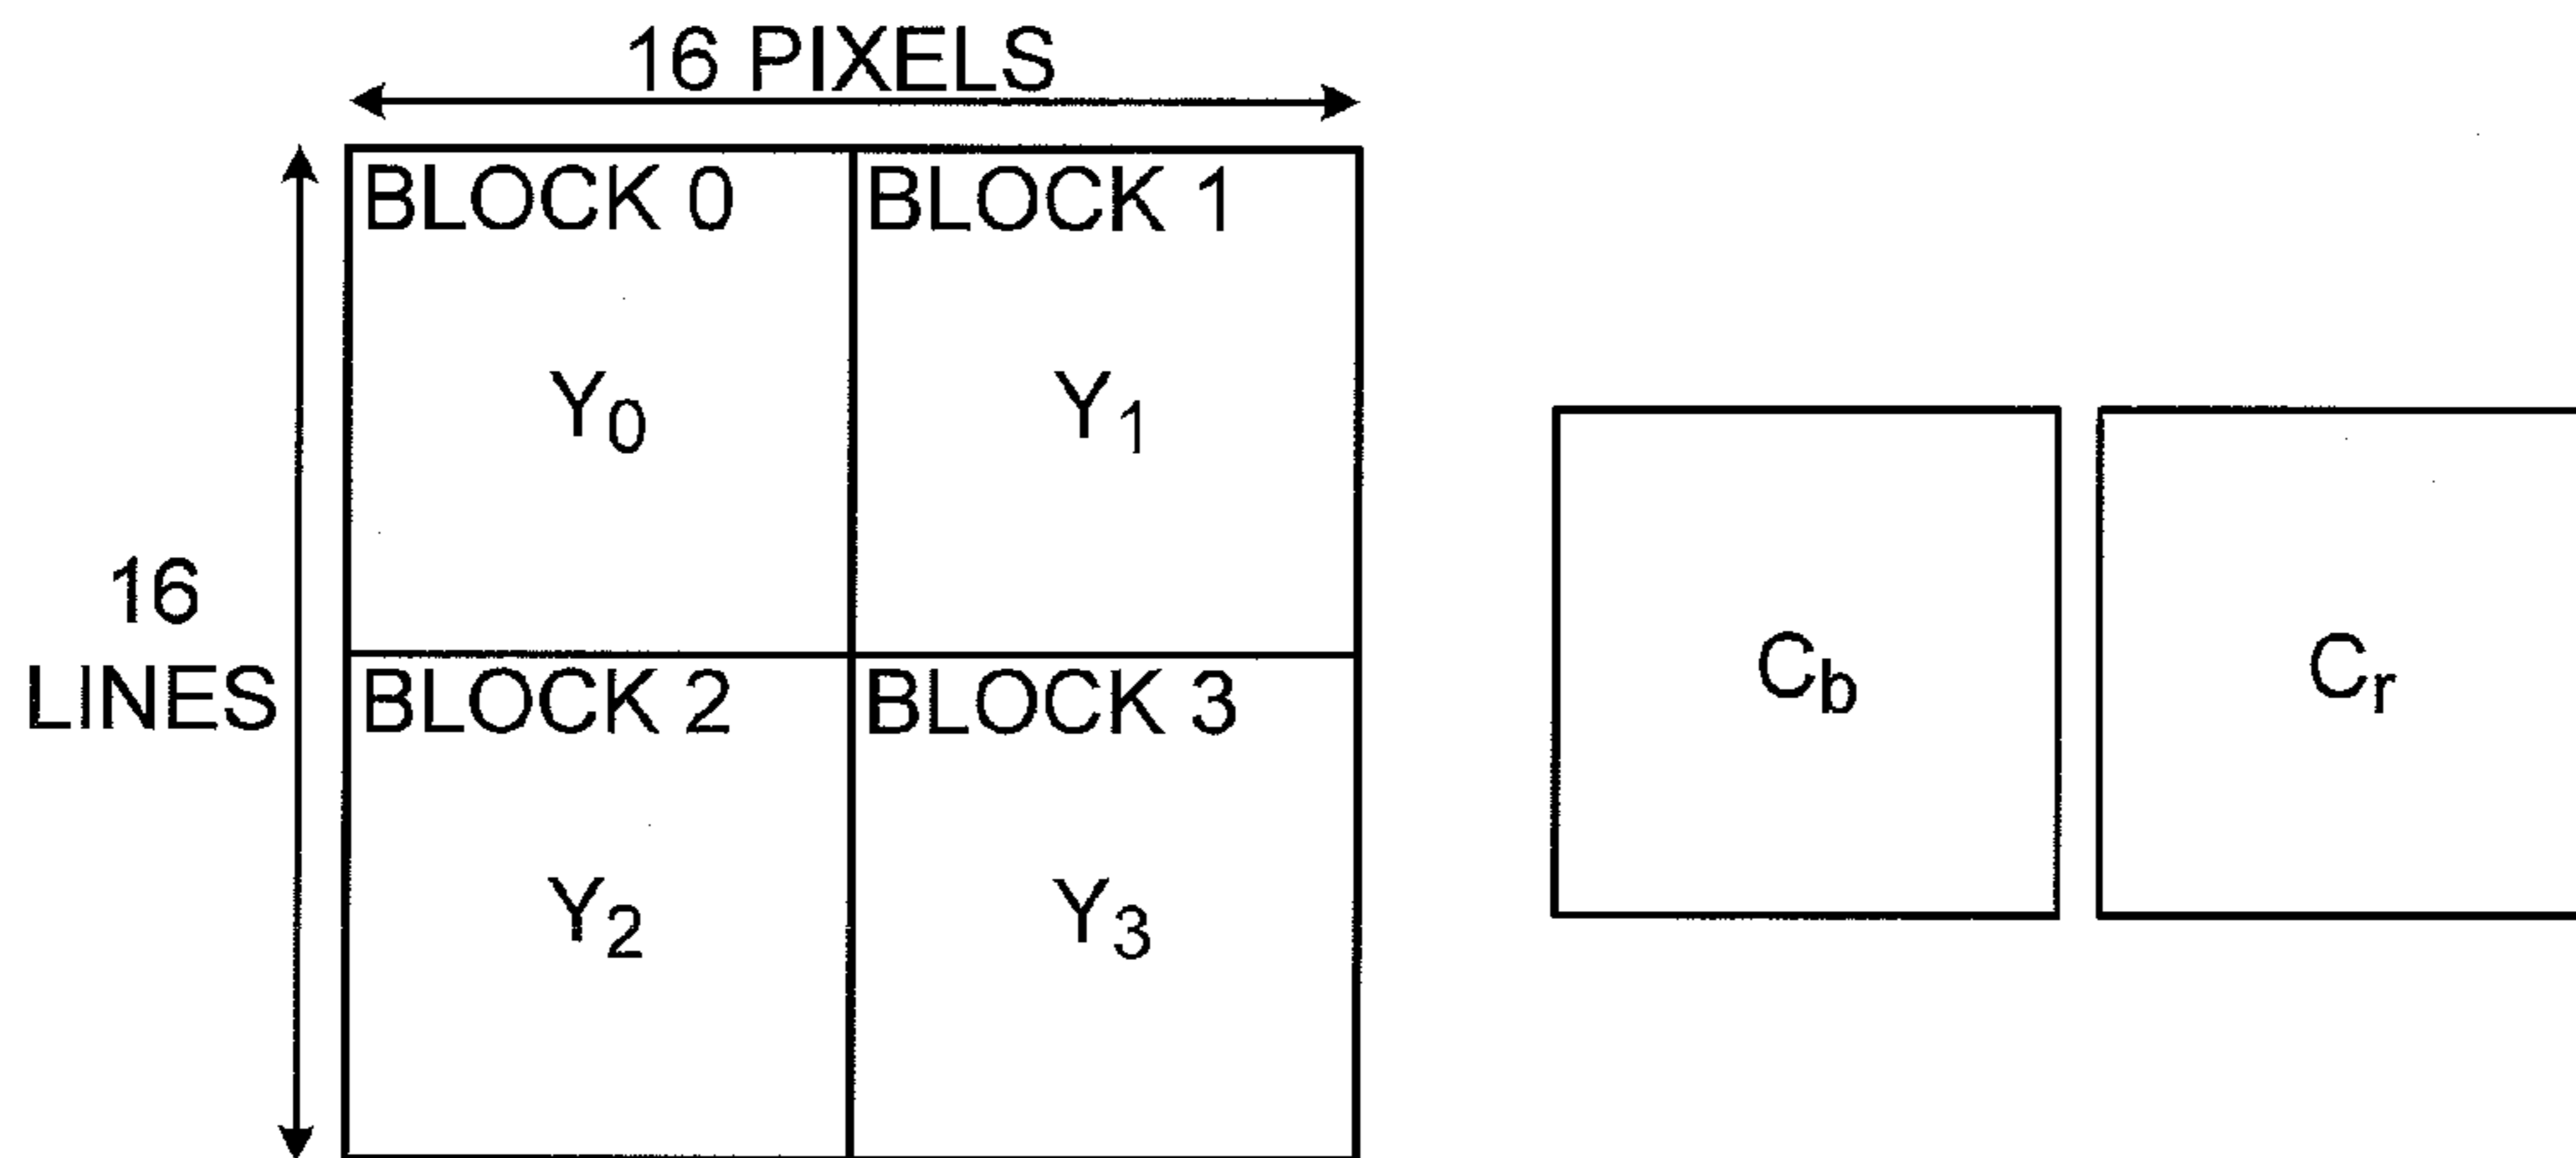 16 PIXELS
BLOCK 0 BLOCK 1
Y0 Y1
16
LINES
Cb Cr
BLOCK 2 BLOCK 3
Y2 Y3